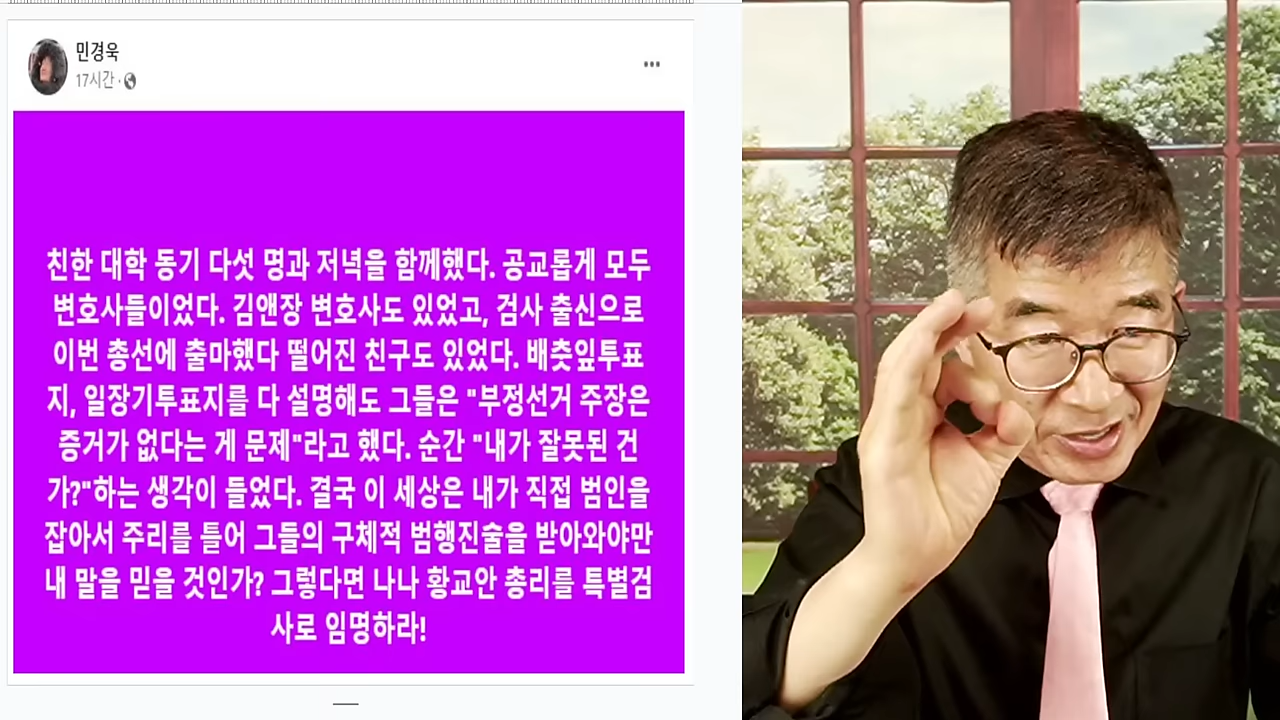 민경욱
17시간 ·
친한 대학 동기 다섯 명과 저녁을 함께했다. 공교롭게 모두
변호사들이었다. 김앤장 변호사도 있었고, 검사 출신으로
이번 총선에 출마했다 떨어진 친구도 있었다. 배춧잎투표
지, 일장기투표지를 다 설명해도 그들은 "부정선거 주장은
증거가 없다는 게 문제"라고 했다. 순간 "내가 잘못된 건
가?"하는 생각이 들었다. 결국 이 세상은 내가 직접 범인을
잡아서 주리를 틀어 그들의 구체적 범행진술을 받아와야만
내 말을 믿을 것인가? 그렇다면 나나 황교안 총리를 특별검
사로 임명하라!